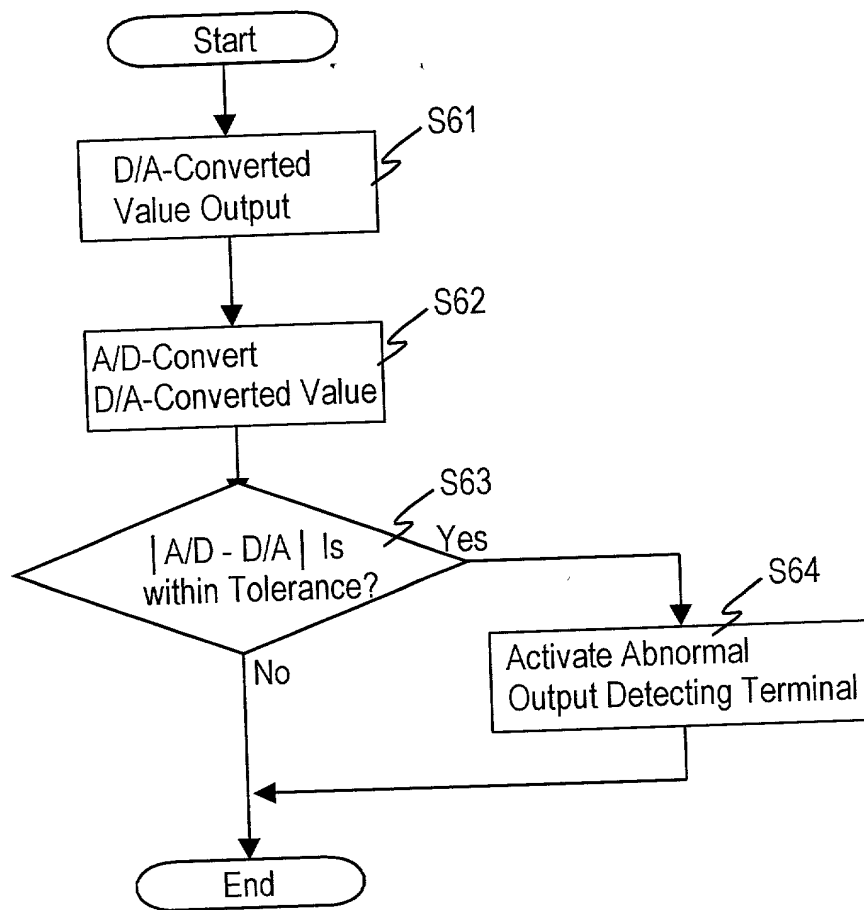 Start
S61
D/A-Converted
Value Output
S62
A/D-Convert
D/A-Converted Value
S63
| A/D - D/A | Is
within Tolerance?
Yes
No
S64
Activate Abnormal
Output Detecting Terminal
End